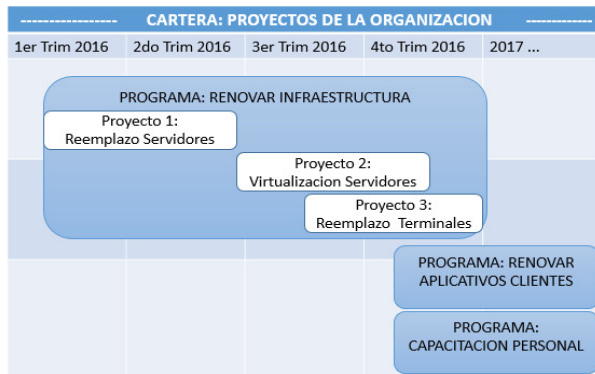 -------------------- CARTERA: PROYECTOS DE LA ORGANIZACION -------------
1er Trim 2016 2do Trim 2016 3er Trim 2016 4to Trim 2016 2017 ...
PROGRAMA: RENOVAR INFRAESTRUCTURA
Proyecto 1:
Reemplazo Servidores
Proyecto 2:
Virtualizacion Servidores
Proyecto 3:
Reemplazo Terminales
PROGRAMA: RENOVAR
APLICATIVOS CLIENTES
PROGRAMA:
CAPACITACION PERSONAL